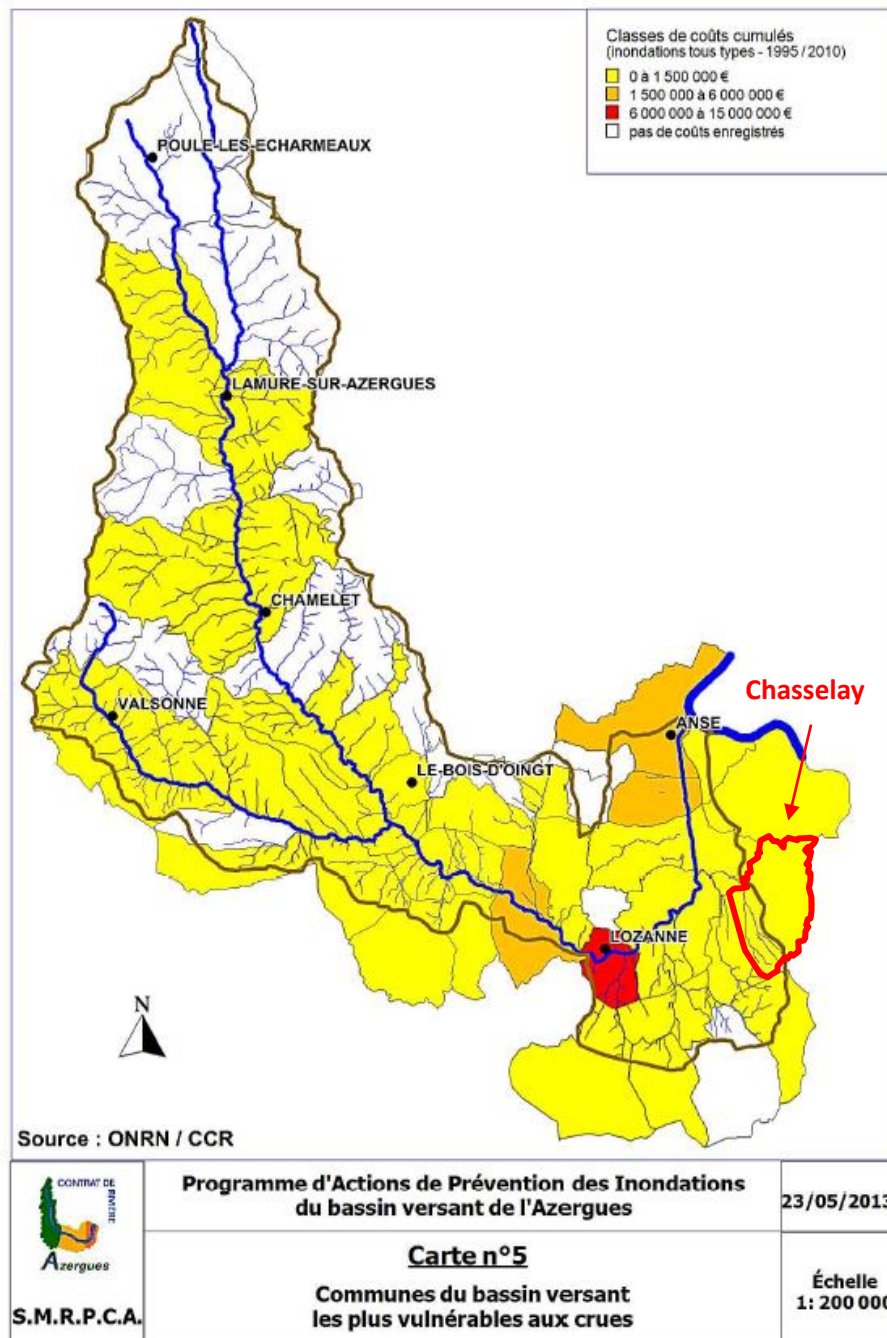 Classes de coûts cumulés
(inondations tous types - 1995 / 2010)
0 à 1 500 000 €
1 500 000 à 6 000 000 €
6 000 000 à 15 000 000 €
pas de coûts enregistrés
POULE-LES-ECHARMEAUX
LAMURE-SUR-AZERGUES
CHAMELET
VALSONNE
Chasselay
ANSE
LE-BOIS-D'OINGT
LOZANNE
N
Source : ONRN / CCR
CONTRAT DE RIVIÈRE
Azergues
S.M.R.P.C.A.
Programme d'Actions de Prévention des Inondations
du bassin versant de l'Azergues
23/05/2013
Carte n°5
Communes du bassin versant
les plus vulnérables aux crues
Échelle
1: 200 000